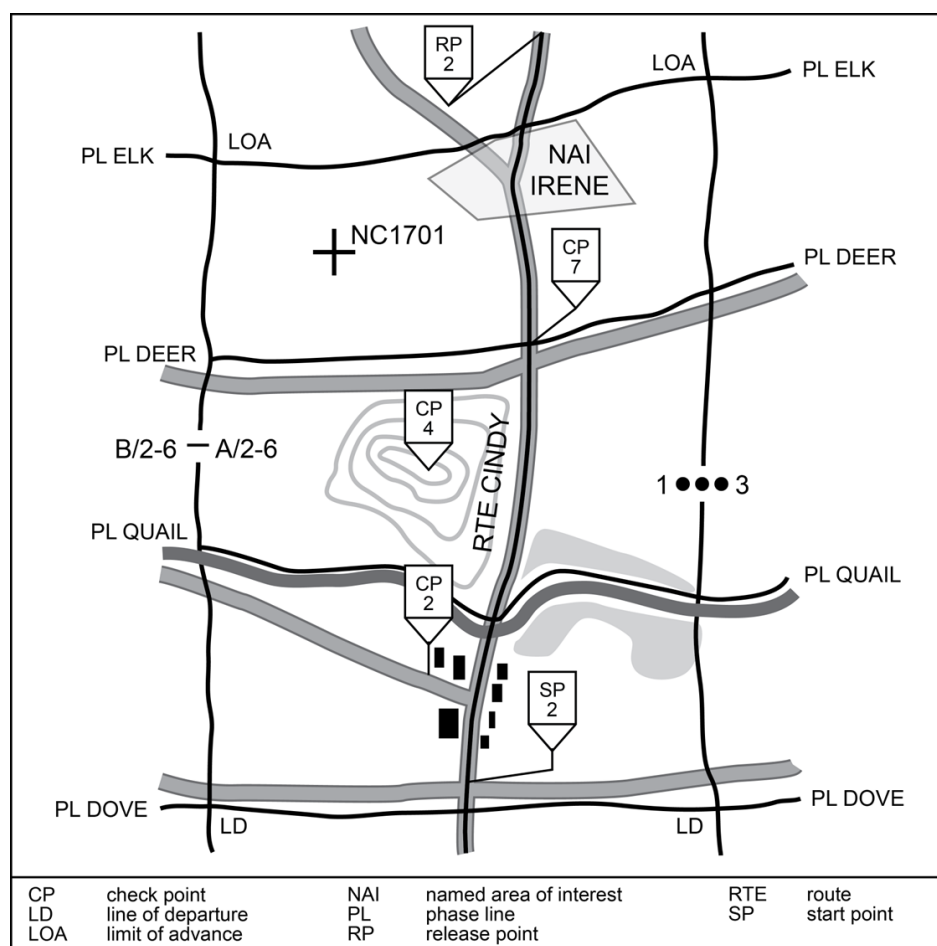 RP
2
LOA
PL ELK
LOA
PL ELK
NAI
IRENE
NC1701
CP
7
PL DEER
PL DEER
CP
4
RTE CINDY
B/2-6
A/2-6
1
3
PL QUAIL
PL QUAIL
CP
2
SP
2
PL DOVE
PL DOVE
LD
LD
CP check point NAI named area of interest RTE route
LD line of departure PL phase line SP start point
LOA limit of advance RP release point